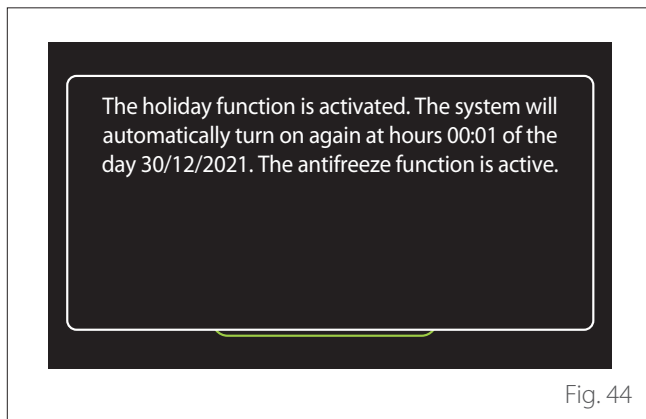 The holiday function is activated. The system will
automatically turn on again at hours 00:01 of the
day 30/12/2021. The antifreeze function is active.
Fig. 44